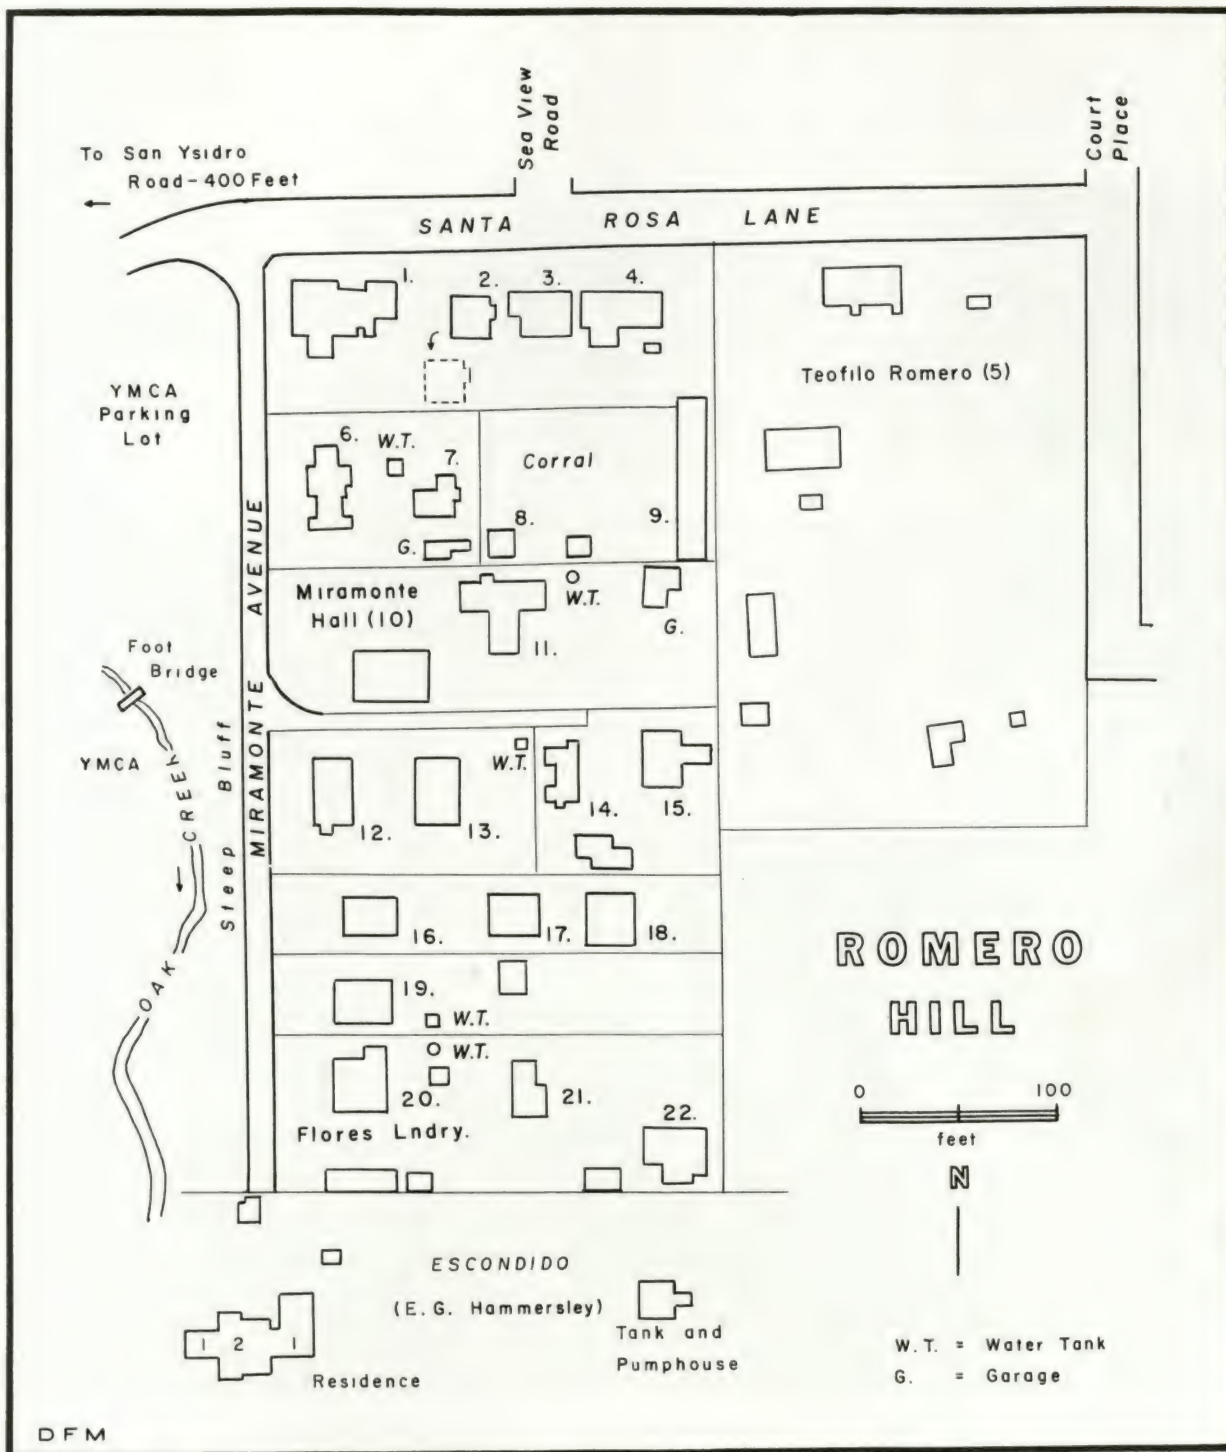 Sea View
Road
Court
Place
To San Ysidro
Road-400 Feet
SANTA ROSA LANE
1.
2.
3.
4.
Teofilo Romero (5)
YMCA
Parking
Lot
6.
W.T.
7.
Corral
8.
9.
G.
MIRAMONTE AVENUE
Miramonte
Hall (10)
W.T.
G.
11.
Foot
Bridge
YMCA
OAK CREEK
Steep Bluff
W.T.
12.
13.
14.
15.
16.
17.
18.
19.
W.T.
W.T.
20.
21.
22.
Flores Lndry.
ROMERO
HILL
0 100
feet
N
ESCONDIDO
(E.G. Hammersley)
1 2 1
Residence
Tank and
Pumphouse
W.T. = Water Tank
G. = Garage
DFM